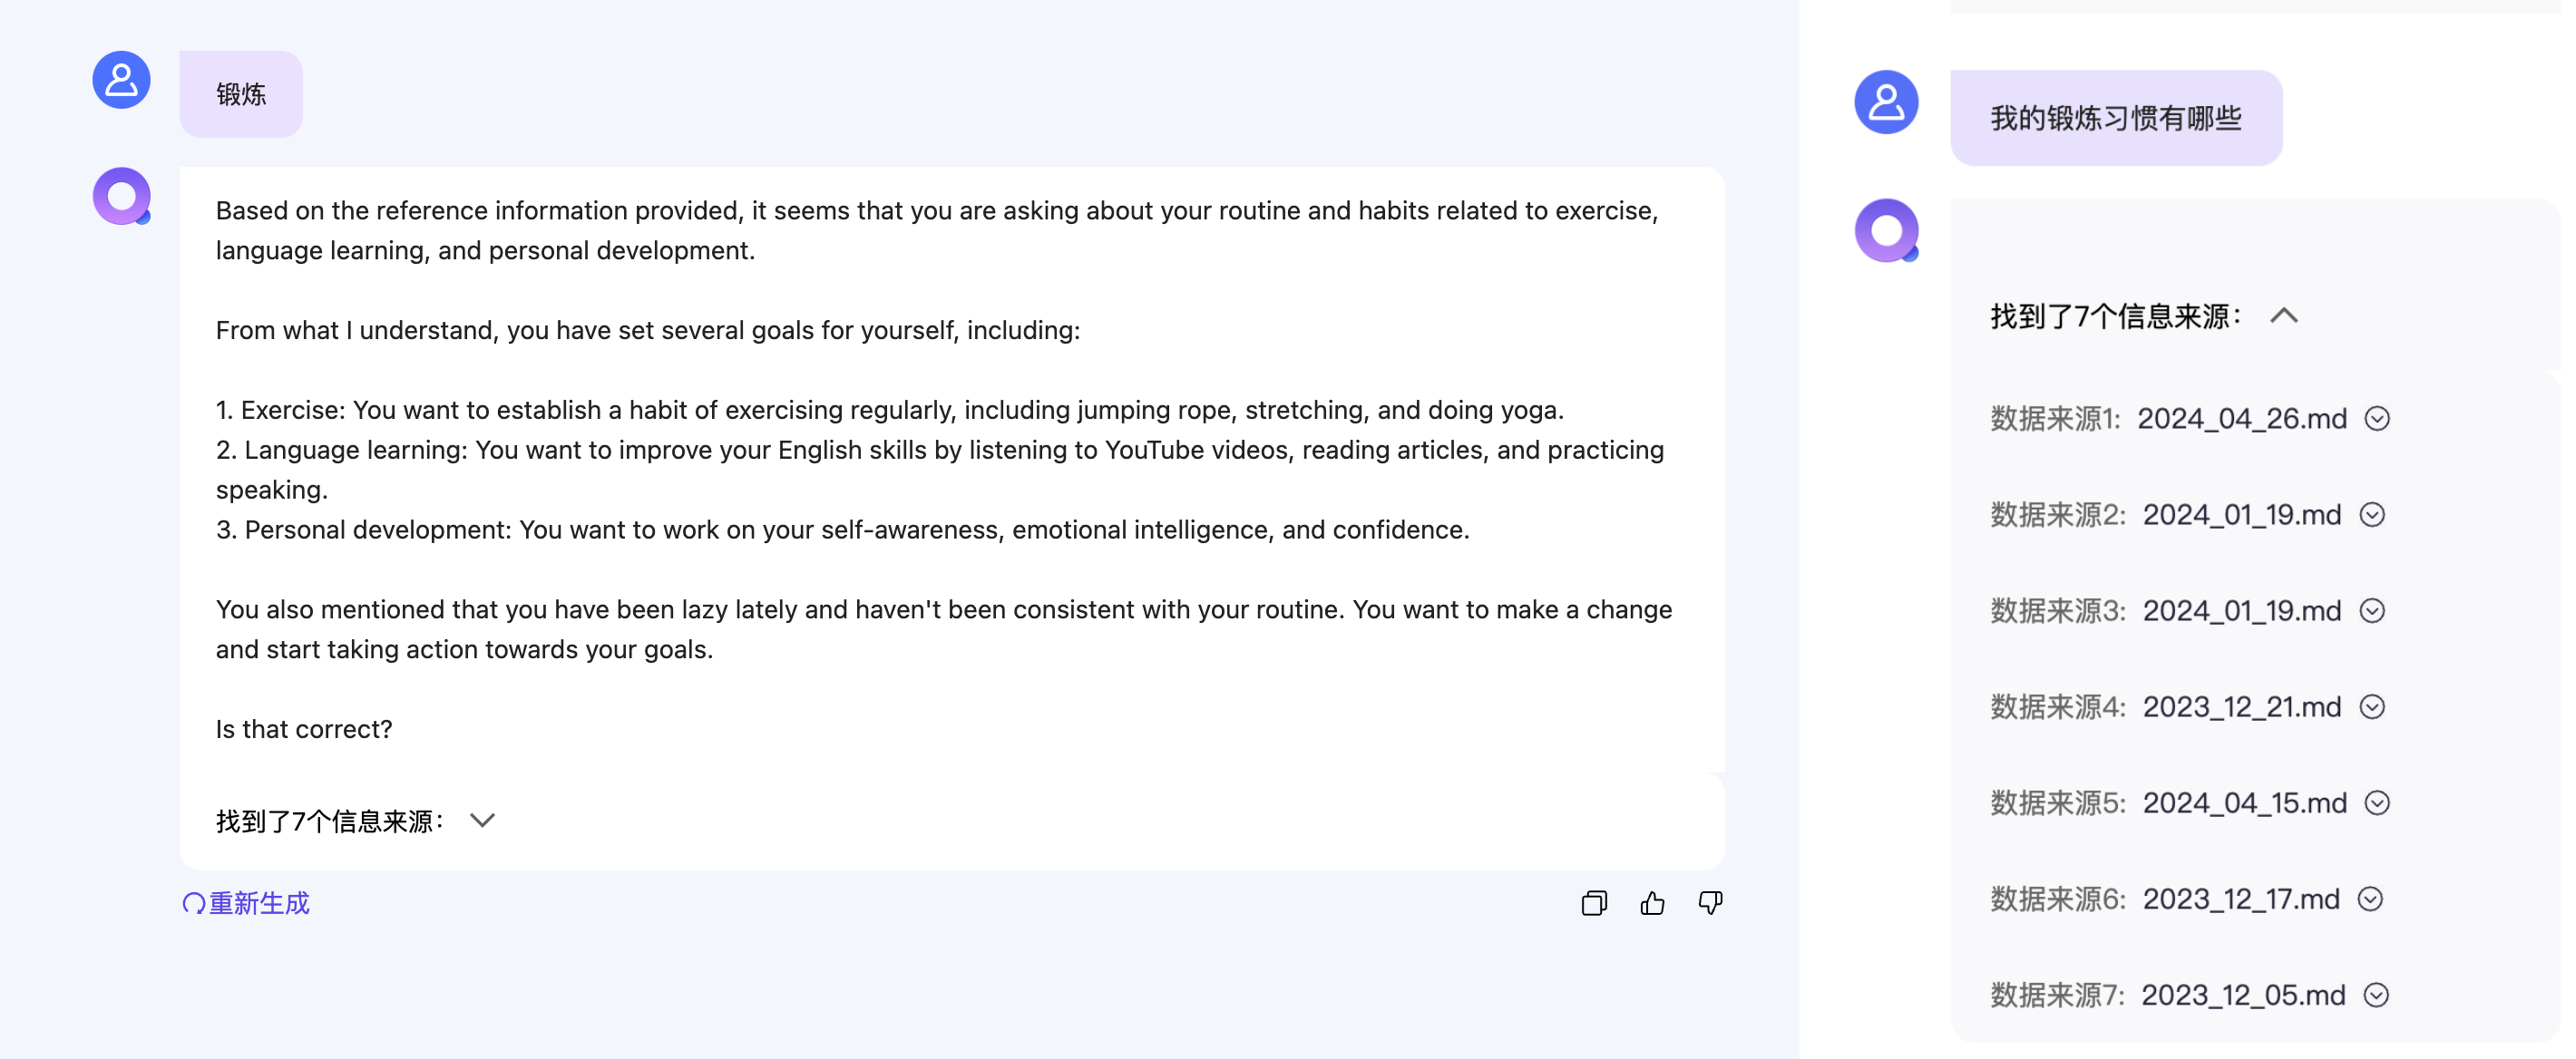 锻炼
Based on the reference information provided, it seems that you are asking about your routine and habits related to exercise,
language learning, and personal development.
From what I understand, you have set several goals for yourself, including:
1. Exercise: You want to establish a habit of exercising regularly, including jumping rope, stretching, and doing yoga.
2. Language learning: You want to improve your English skills by listening to YouTube videos, reading articles, and practicing
speaking.
3. Personal development: You want to work on your self-awareness, emotional intelligence, and confidence.
You also mentioned that you have been lazy lately and haven't been consistent with your routine. You want to make a change
and start taking action towards your goals.
Is that correct?
找到了7个信息来源：
重新生成
我的锻炼习惯有哪些
找到了7个信息来源：
数据来源1: 2024_04_26.md
数据来源2: 2024_01_19.md
数据来源3: 2024_01_19.md
数据来源4: 2023_12_21.md
数据来源5: 2024_04_15.md
数据来源6: 2023_12_17.md
数据来源7: 2023_12_05.md